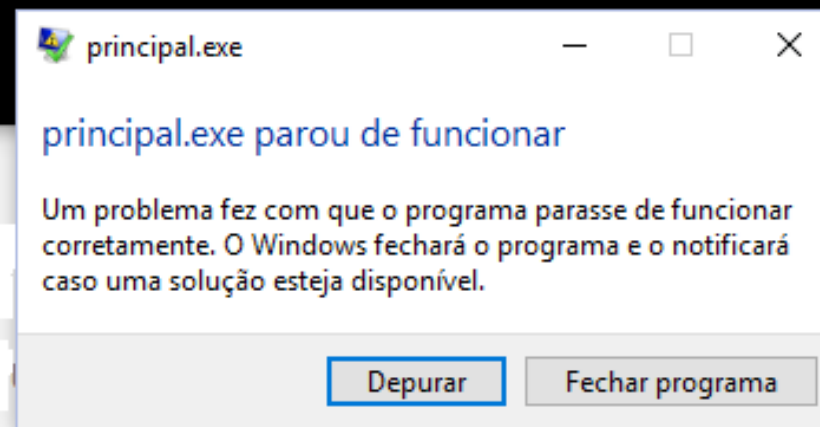 principal.exe
principal.exe parou de funcionar
Um problema fez com que o programa parasse de funcionar
corretamente. O Windows fechará o programa e o notificará
caso uma solução esteja disponível.
Depurar
Fechar programa